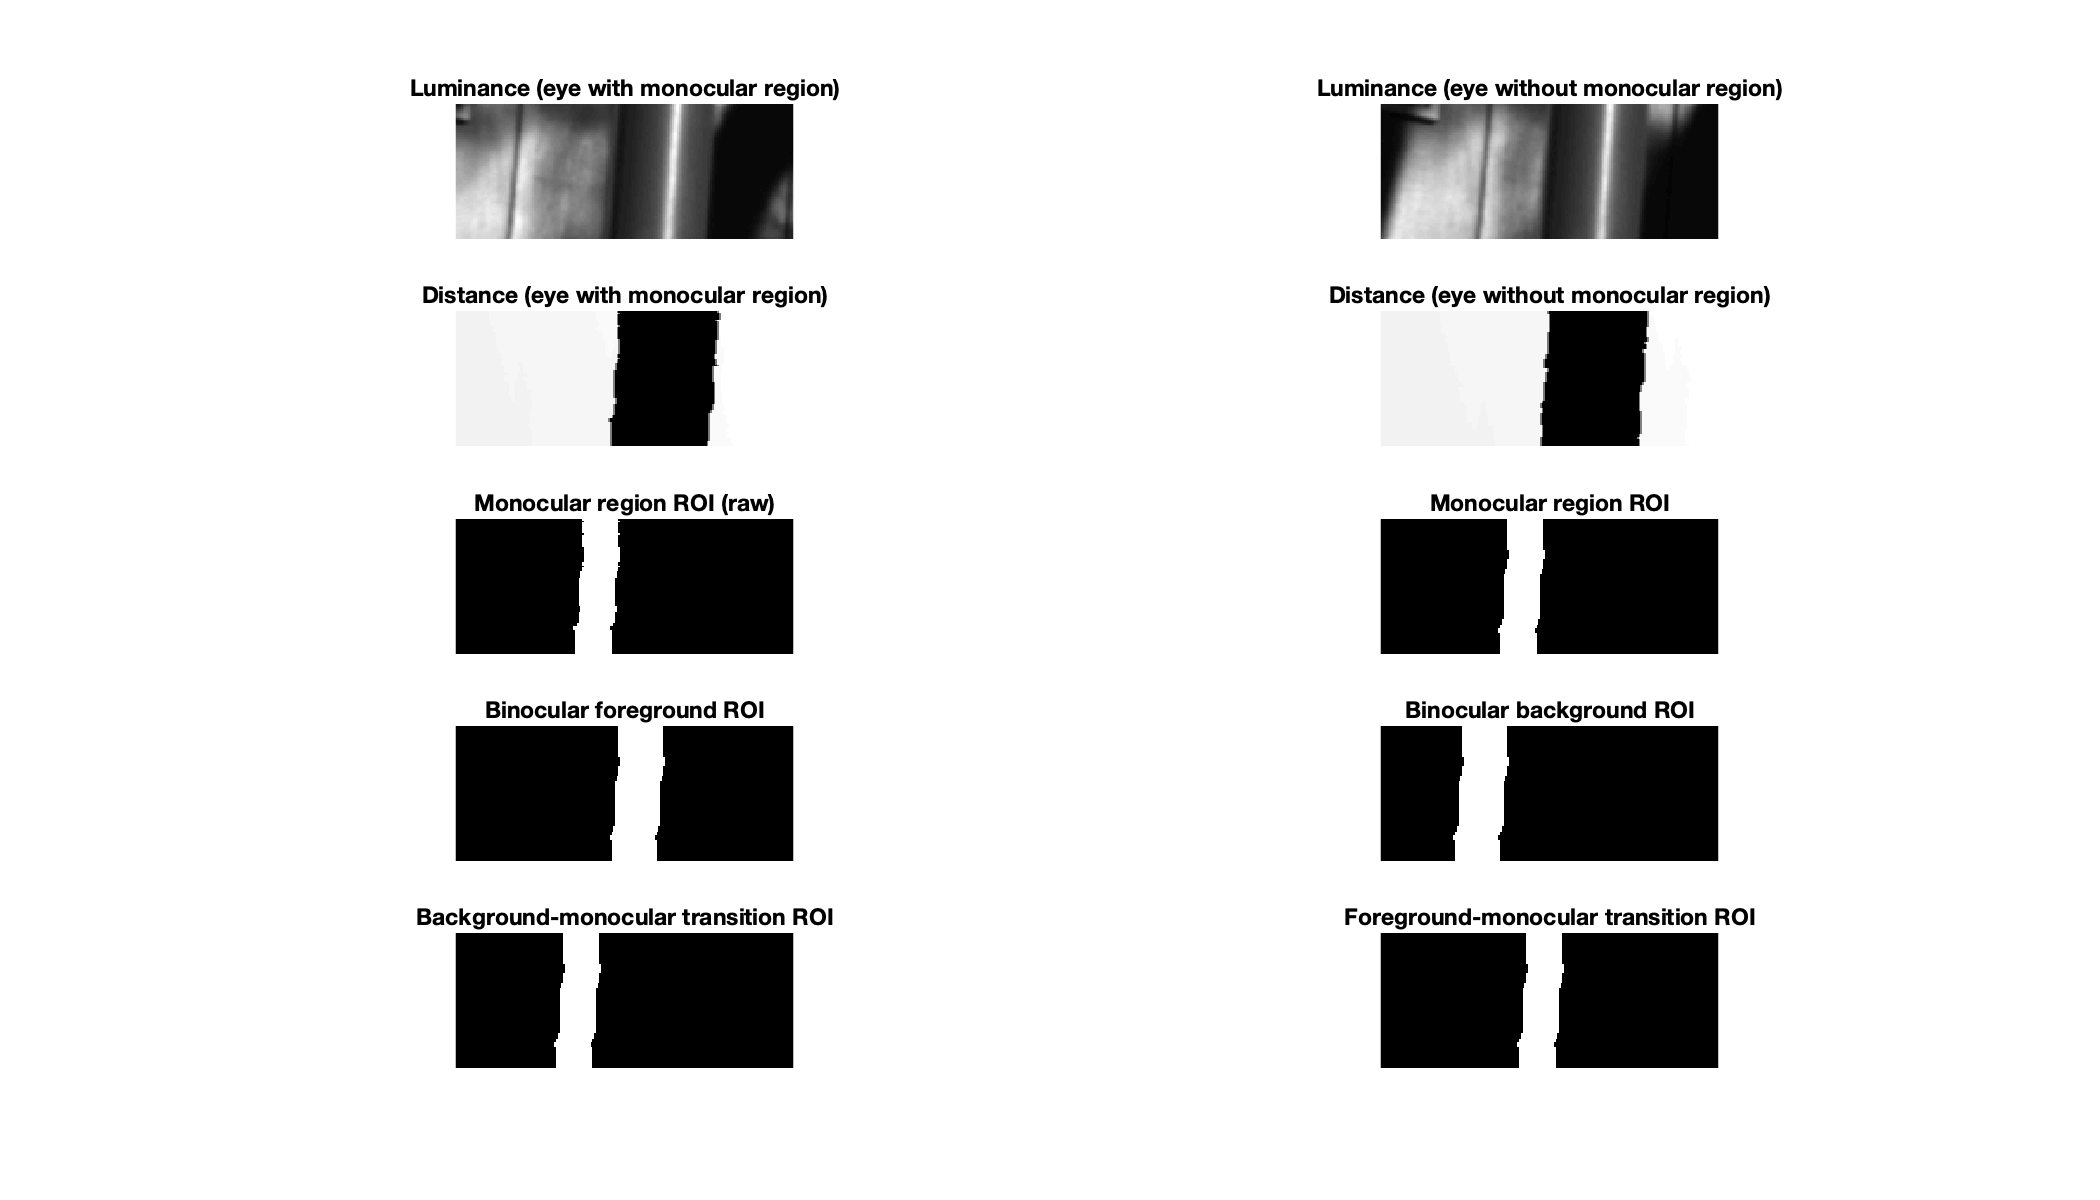 Luminance (eye with monocular region)
Luminance (eye without monocular region)
Distance (eye with monocular region)
Distance (eye without monocular region)
Monocular region ROI (raw)
Monocular region ROI
Binocular foreground ROI
Binocular background ROI
Background-monocular transition ROI
Foreground-monocular transition ROI